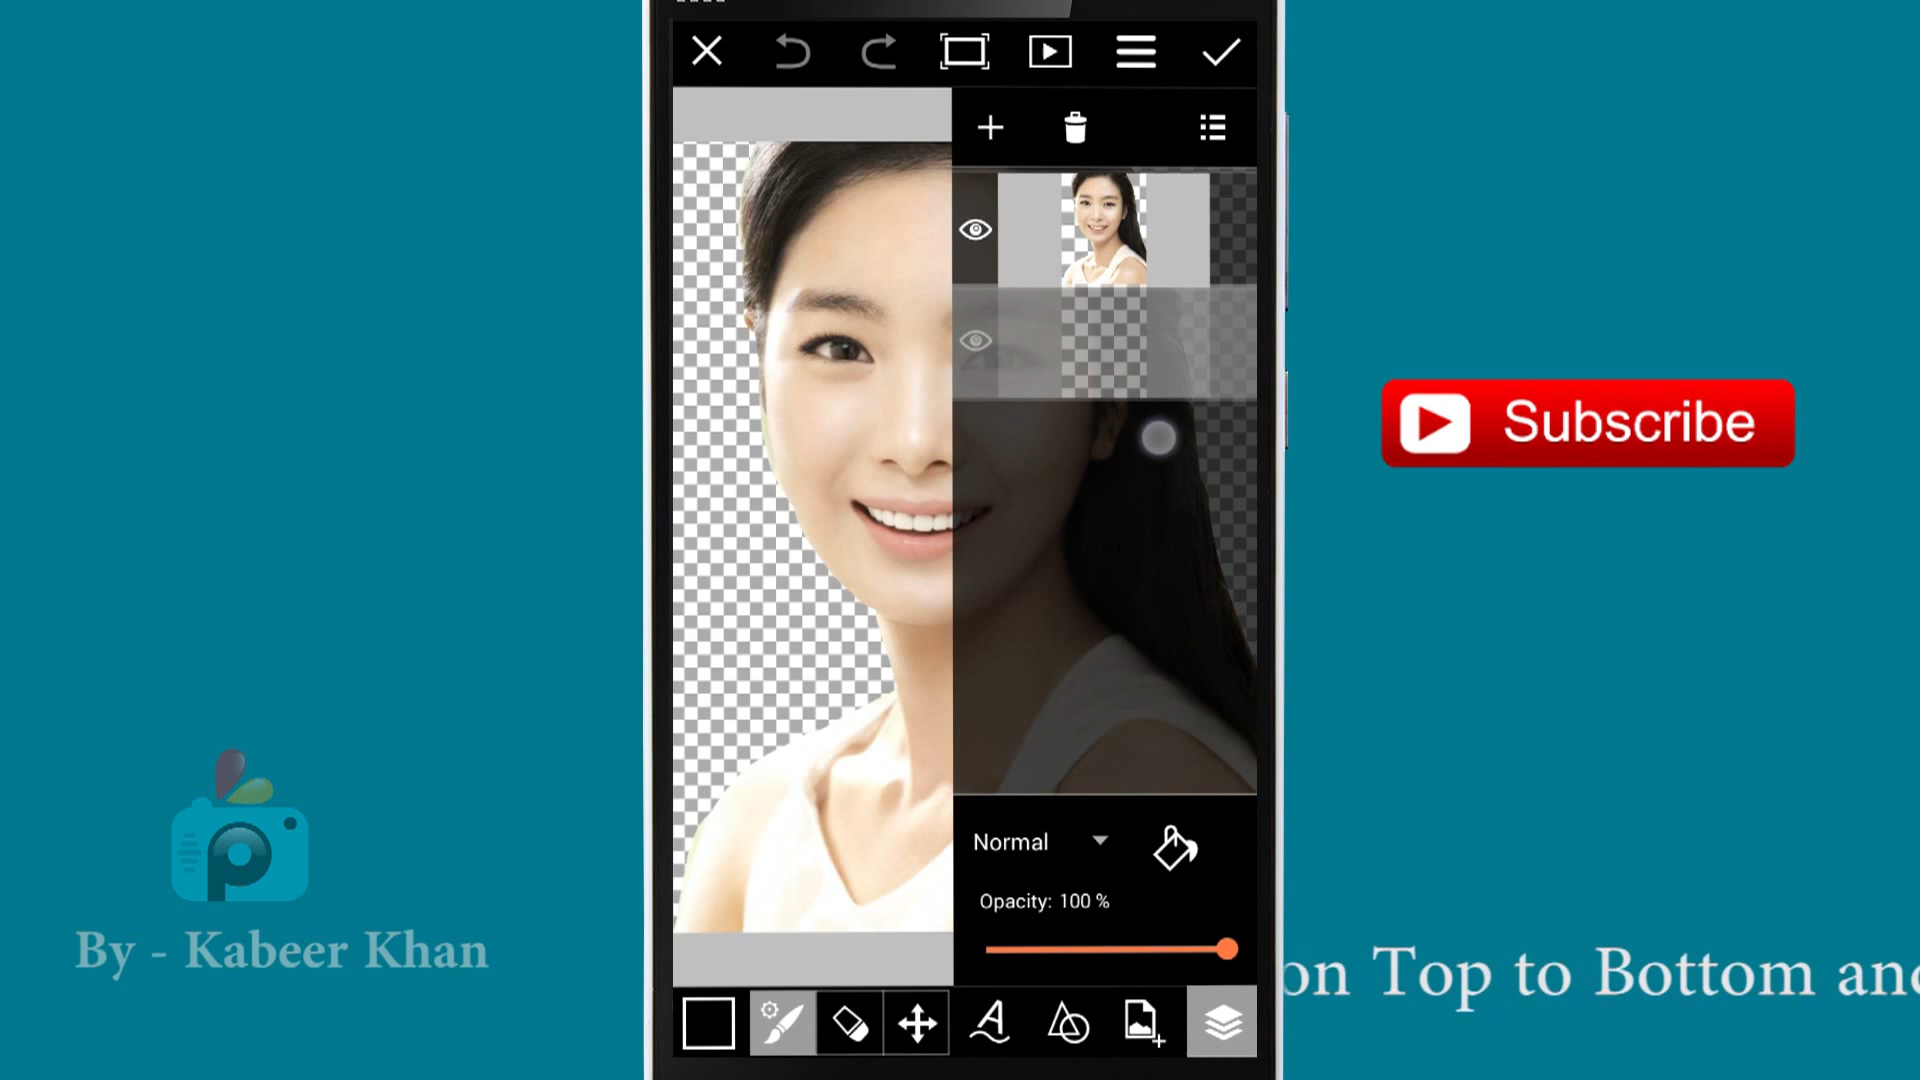 Subscribe
Normal
Opacity: 100 %
By - Kabeer Khan
on Top to Bottom and